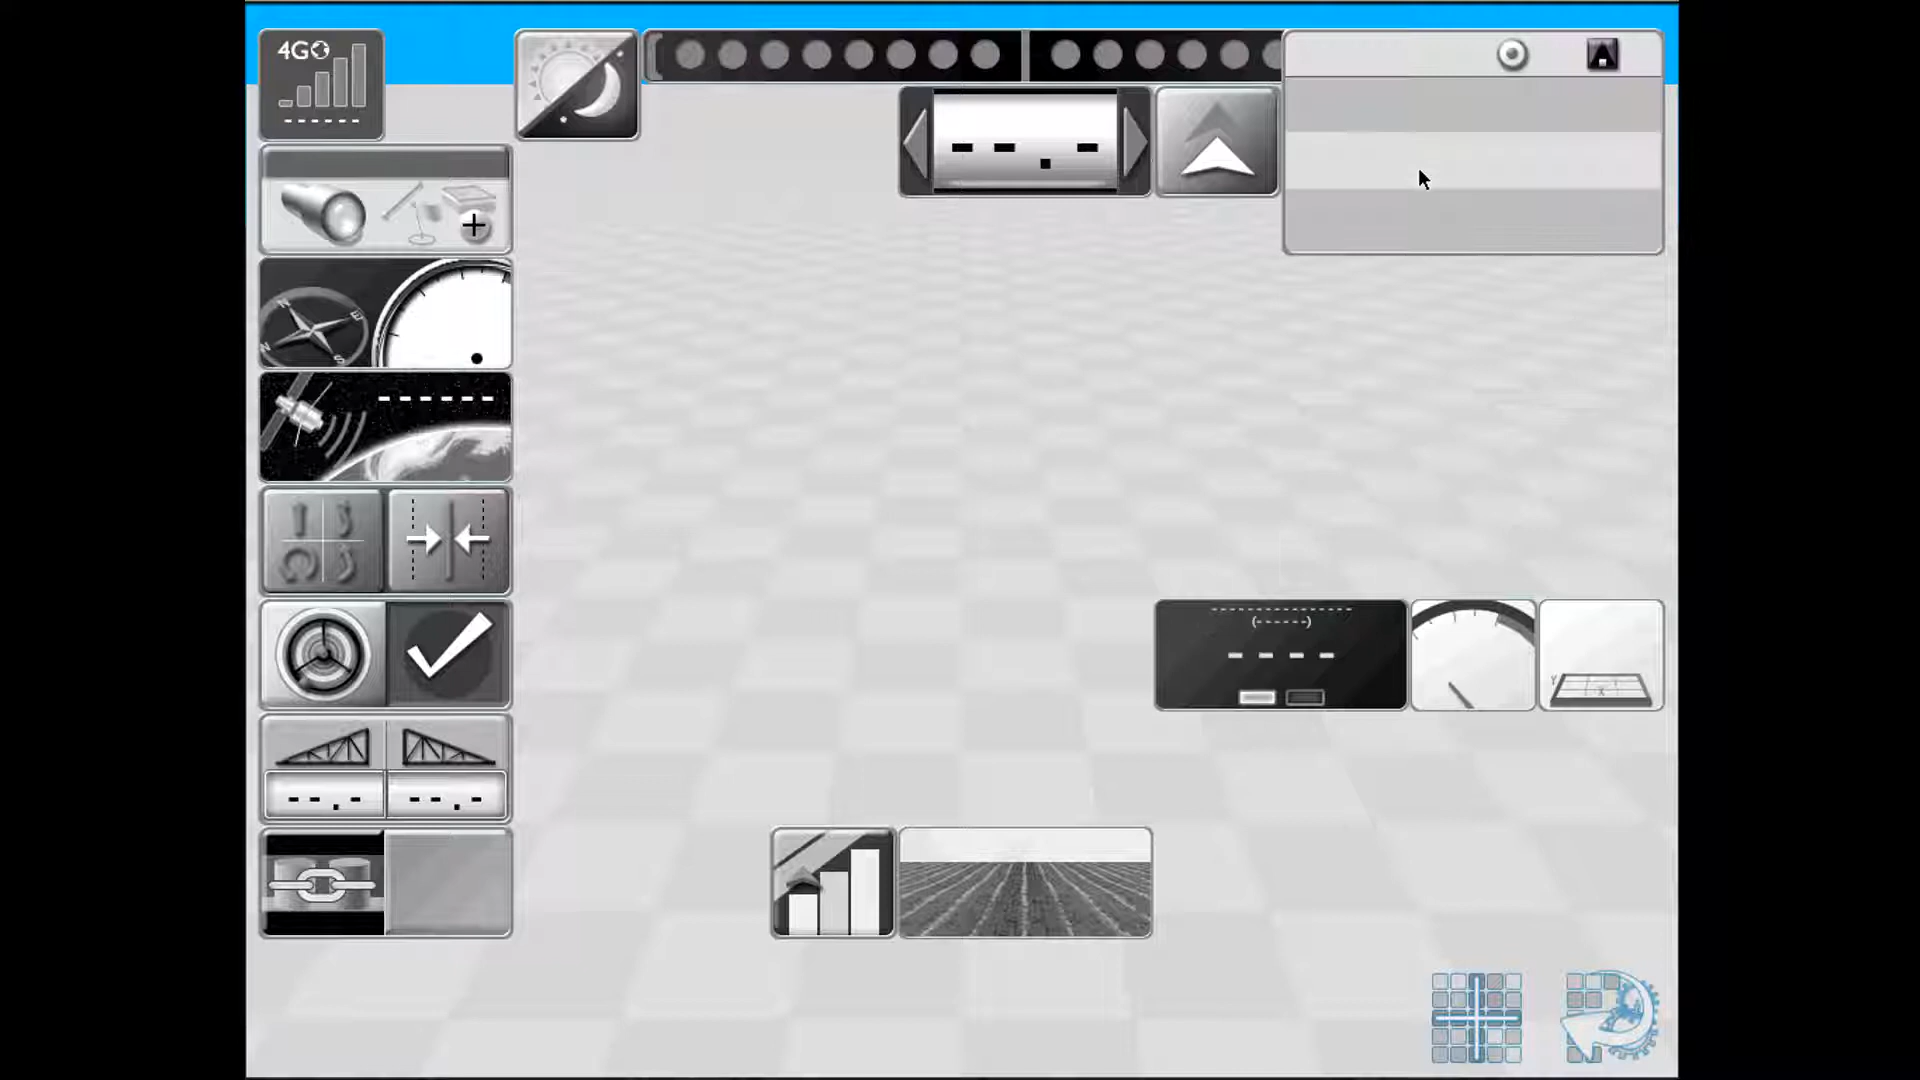 4G
N
E
N
S
- - . -
- - - - - -
(------)
- - - -
- - . - - - . -
Y
X